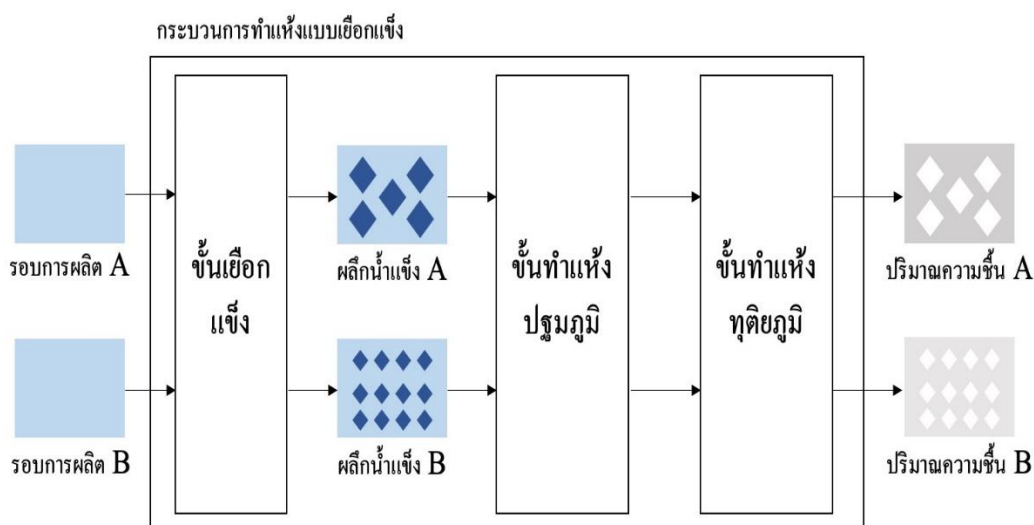 กระบวนการทำแห้งแบบเยือกแข็ง
รอบการผลิต A
ขั้นเยือก
แข็ง
ผลึกน้ำแข็ง A
ขั้นทำแห้ง
ปฐมภูมิ
ขั้นทำแห้ง
ทุติยภูมิ
ปริมาณความชื้น A
รอบการผลิต B
ผลึกน้ำแข็ง B
ปริมาณความชื้น B